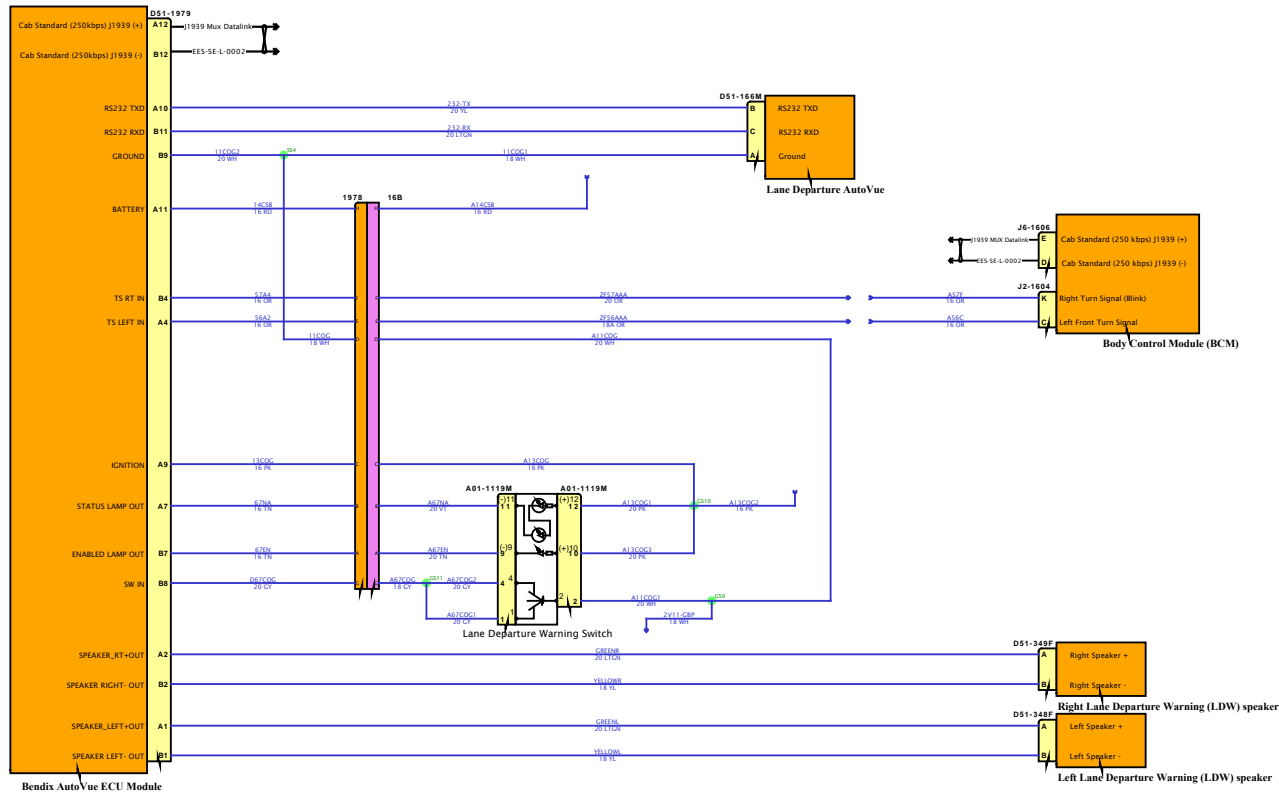 D51-1979
Cab Standard (250kbps) J1939 (+) A12 J1939 Mux Datalink
Cab Standard (250kbps) J1939 (-) B12 EES-SE-L-0002
D51-166M
RS232 TXD A10 232-TX B RS232 TXD
20 YL
RS232 RXD B11 232-RX C RS232 RXD
20 LTGN
GROUND B9 11COG2 SS4 11COG1 A Ground
20 WH 18 WH
Lane Departure AutoVue
1978 16B
BATTERY A11 14CSB A14CSB
16 RD 16 RD
J6-1606
J1939 MUX Datalink E Cab Standard (250 kbps) J1939 (+)
EES-SE-L-0002 D Cab Standard (250 kbps) J1939 (-)
J2-1604
TS RT IN B4 57A4 F F ZF57AAA A57F K Right Turn Signal (Blink)
16 OR 20 OR 16 OR
TS LEFT IN A4 56A2 E E ZF56AAA A56C C Left Front Turn Signal
16 OR 18A OR 16 OR
11COG D D A11COG
18 WH 20 WH
Body Control Module (BCM)
IGNITION A9 13COG C C A13COG
16 PK 16 PK
A01-1119M A01-1119M
(-)11 (+)12
STATUS LAMP OUT A7 67NA B B A67NA 11 12 A13COG1 GS10 A13COG2
16 TN 20 VT 20 PK 16 PK
(-)9 (+)10
ENABLED LAMP OUT B7 67EN A A A67EN 9 10 A13COG3
16 TN 20 TN 20 PK
SW IN B8 D67COG G G A67COG GS11 A67COG2 4 4
20 GY 18 GY 20 GY
2 2 A11COG1 GS9
20 WH
A67COG1 1 1 2V11-GBP
20 GY 18 WH
Lane Departure Warning Switch
D51-349F
SPEAKER_RT+OUT A2 GREENR A Right Speaker +
20 LTGN
SPEAKER RIGHT- OUT B2 YELLOWR B Right Speaker -
18 YL
Right Lane Departure Warning (LDW) speaker
D51-348F
SPEAKER_LEFT+OUT A1 GREENL A Left Speaker +
20 LTGN
SPEAKER LEFT- OUT B1 YELLOWL B Left Speaker -
18 YL
Left Lane Departure Warning (LDW) speaker
Bendix AutoVue ECU Module